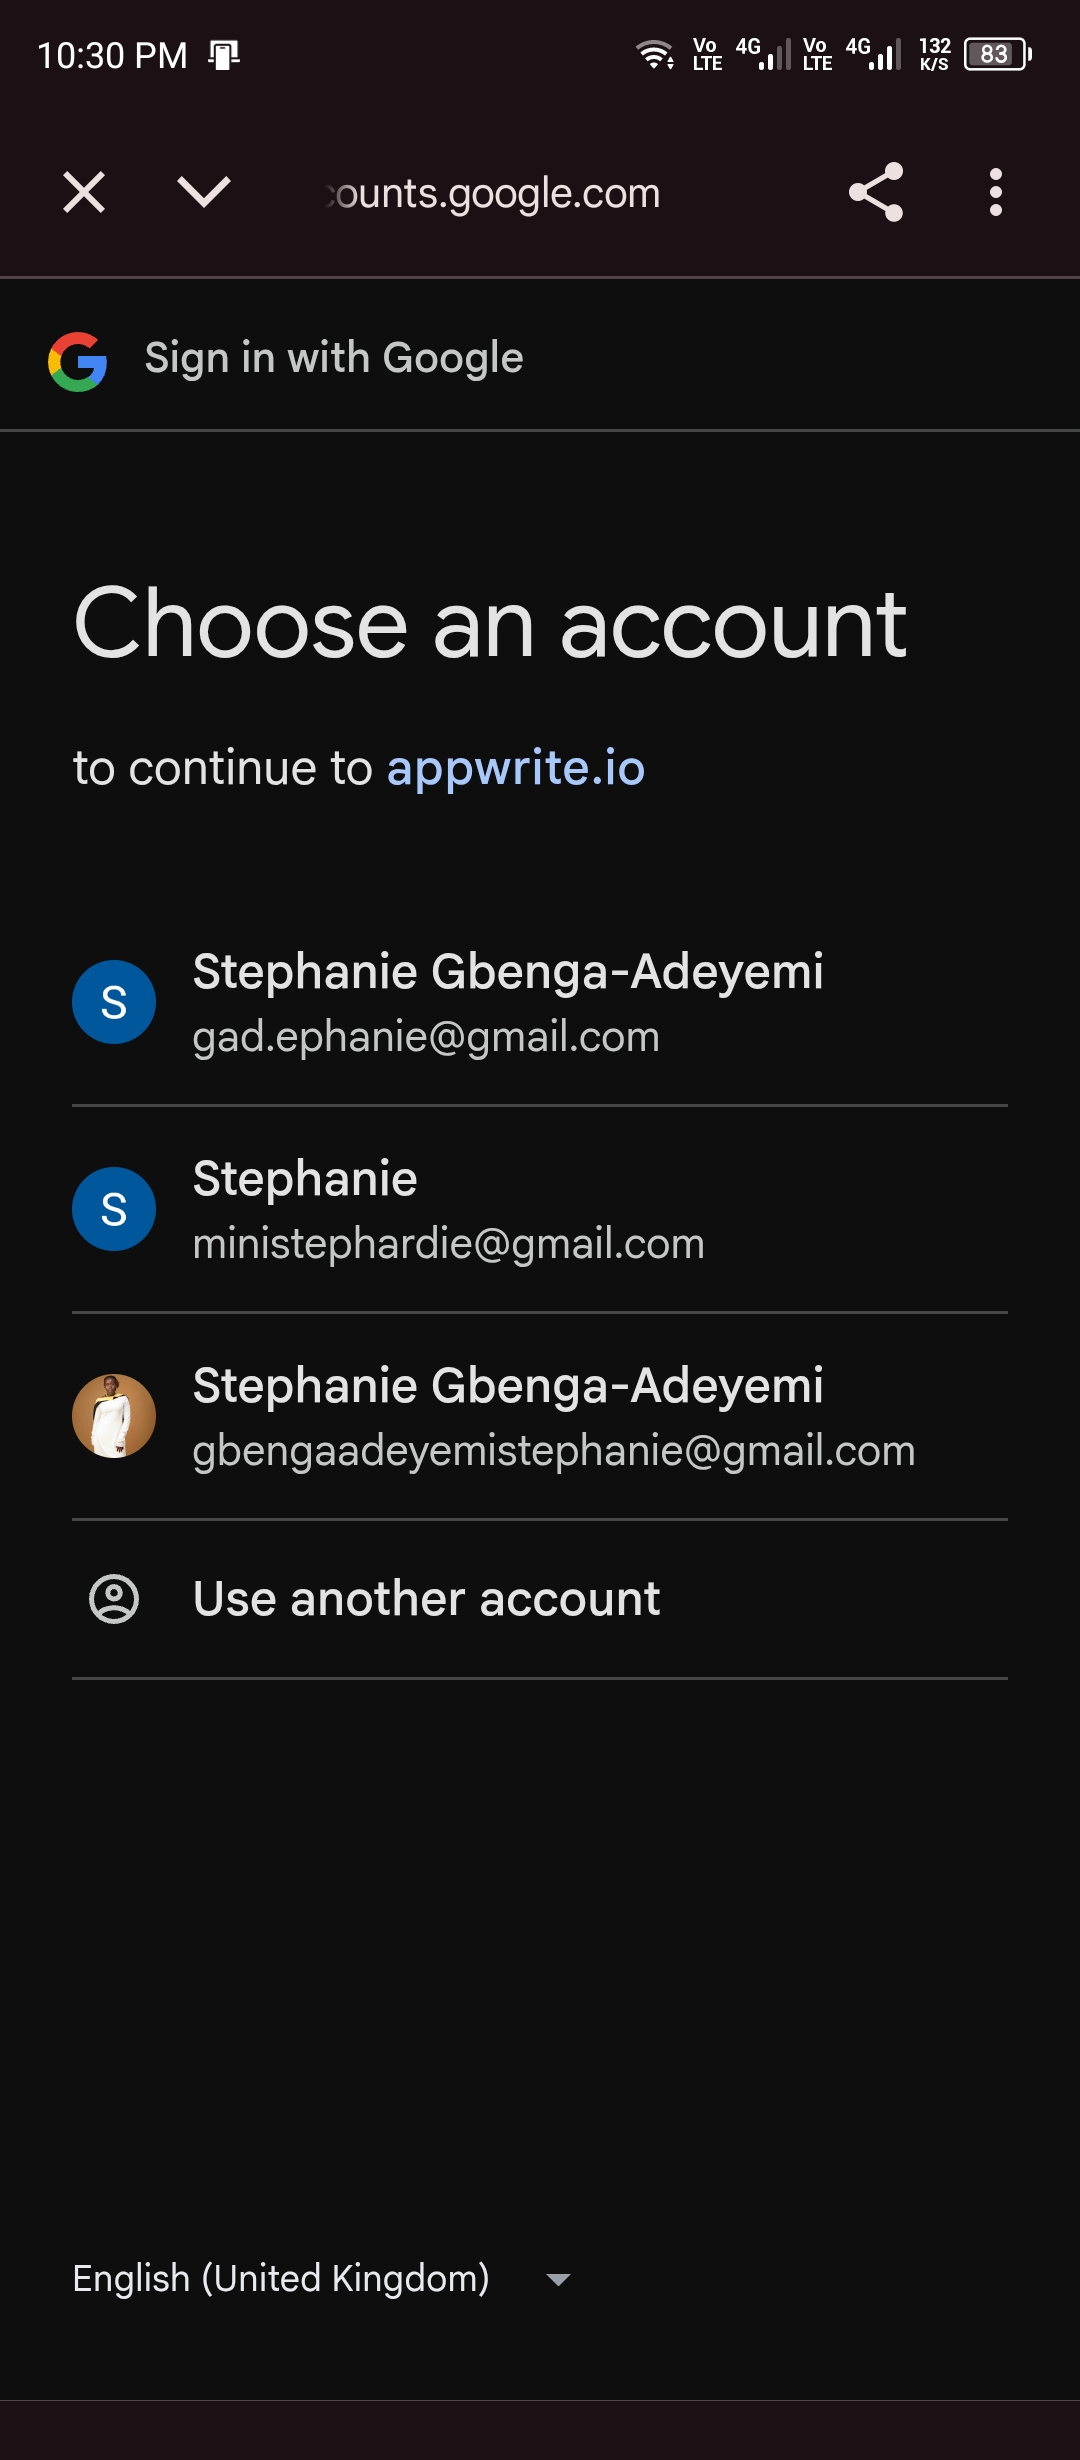 10:30 PM
Vo LTE 4G Vo LTE 4G 132 K/S 83
ounts.google.com
Sign in with Google
Choose an account
to continue to appwrite.io
S
Stephanie Gbenga-Adeyemi
gad.ephanie@gmail.com
S
Stephanie
ministephardie@gmail.com
Stephanie Gbenga-Adeyemi
gbengaadeyemistephanie@gmail.com
Use another account
English (United Kingdom)